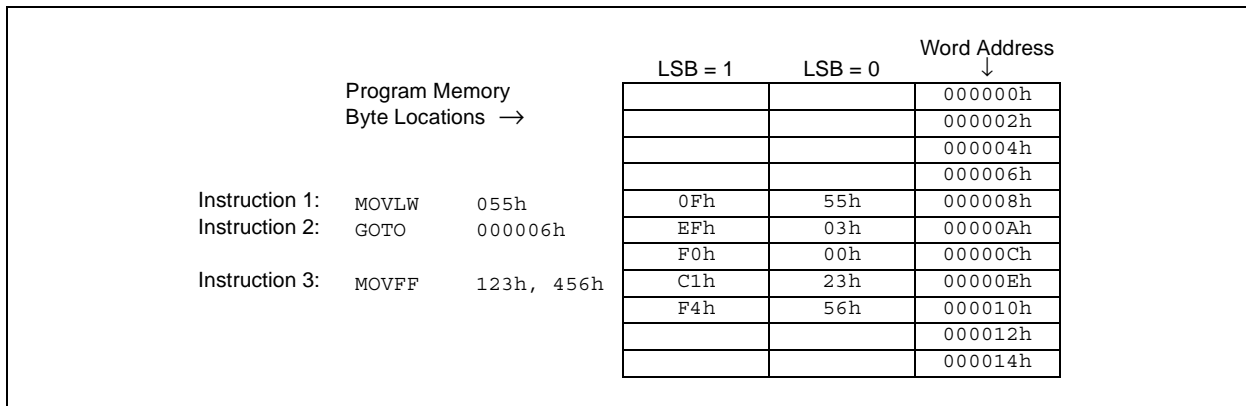 Word Address
LSB = 1 LSB = 0 ↓
Program Memory 000000h
Byte Locations → 000002h
000004h
000006h
Instruction 1: MOVLW 055h 0Fh 55h 000008h
Instruction 2: GOTO 000006h EFh 03h 00000Ah
F0h 00h 00000Ch
Instruction 3: MOVFF 123h, 456h C1h 23h 00000Eh
F4h 56h 000010h
000012h
000014h